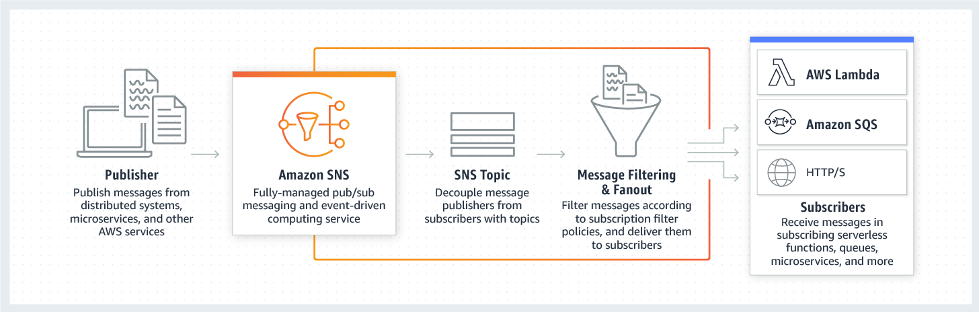 Publisher
Publish messages from
distributed systems,
microservices, and other
AWS services
Amazon SNS
Fully-managed pub/sub
messaging and event-driven
computing service
SNS Topic
Decouple message
publishers from
subscribers with topics
Message Filtering
& Fanout
Filter messages according
to subscription filter
policies, and deliver them
to subscribers
AWS Lambda
Amazon SQS
HTTP/S
Subscribers
Receive messages in
subscribing serverless
functions, queues,
microservices, and more